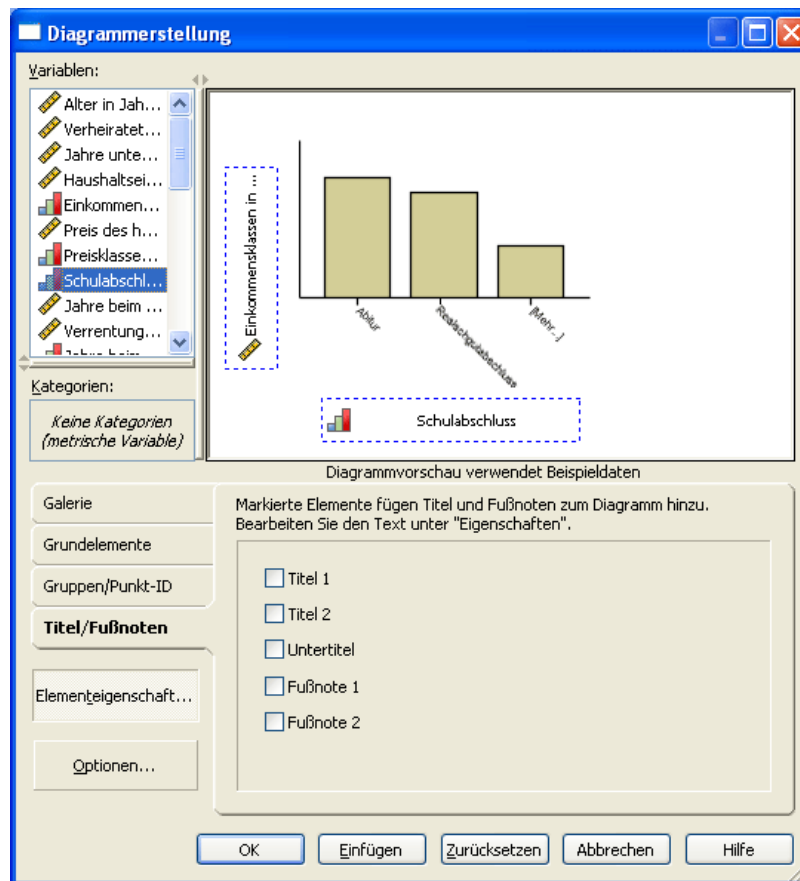 Diagrammerstellung
Variablen:
Alter in Jah...
Verheiratet...
Jahre unte...
Haushaltsei...
Einkommen...
Preis des h...
Preisklasse...
Schulabschl...
Jahre beim ...
Verrentung...
Jahre beim
Kategorien:
Keine Kategorien
(metrische Variable)
Einkommensklassen in ...
Abitur
Realschgulabschluss
[Mehr...]
Schulabschluss
Diagrammvorschau verwendet Beispieldaten
Galerie
Grundelemente
Gruppen/Punkt-ID
Titel/Fußnoten
Elementeigenschaft...
Optionen...
Markierte Elemente fügen Titel und Fußnoten zum Diagramm hinzu.
Bearbeiten Sie den Text unter "Eigenschaften".
Titel 1
Titel 2
Untertitel
Fußnote 1
Fußnote 2
OK
Einfügen
Zurücksetzen
Abbrechen
Hilfe